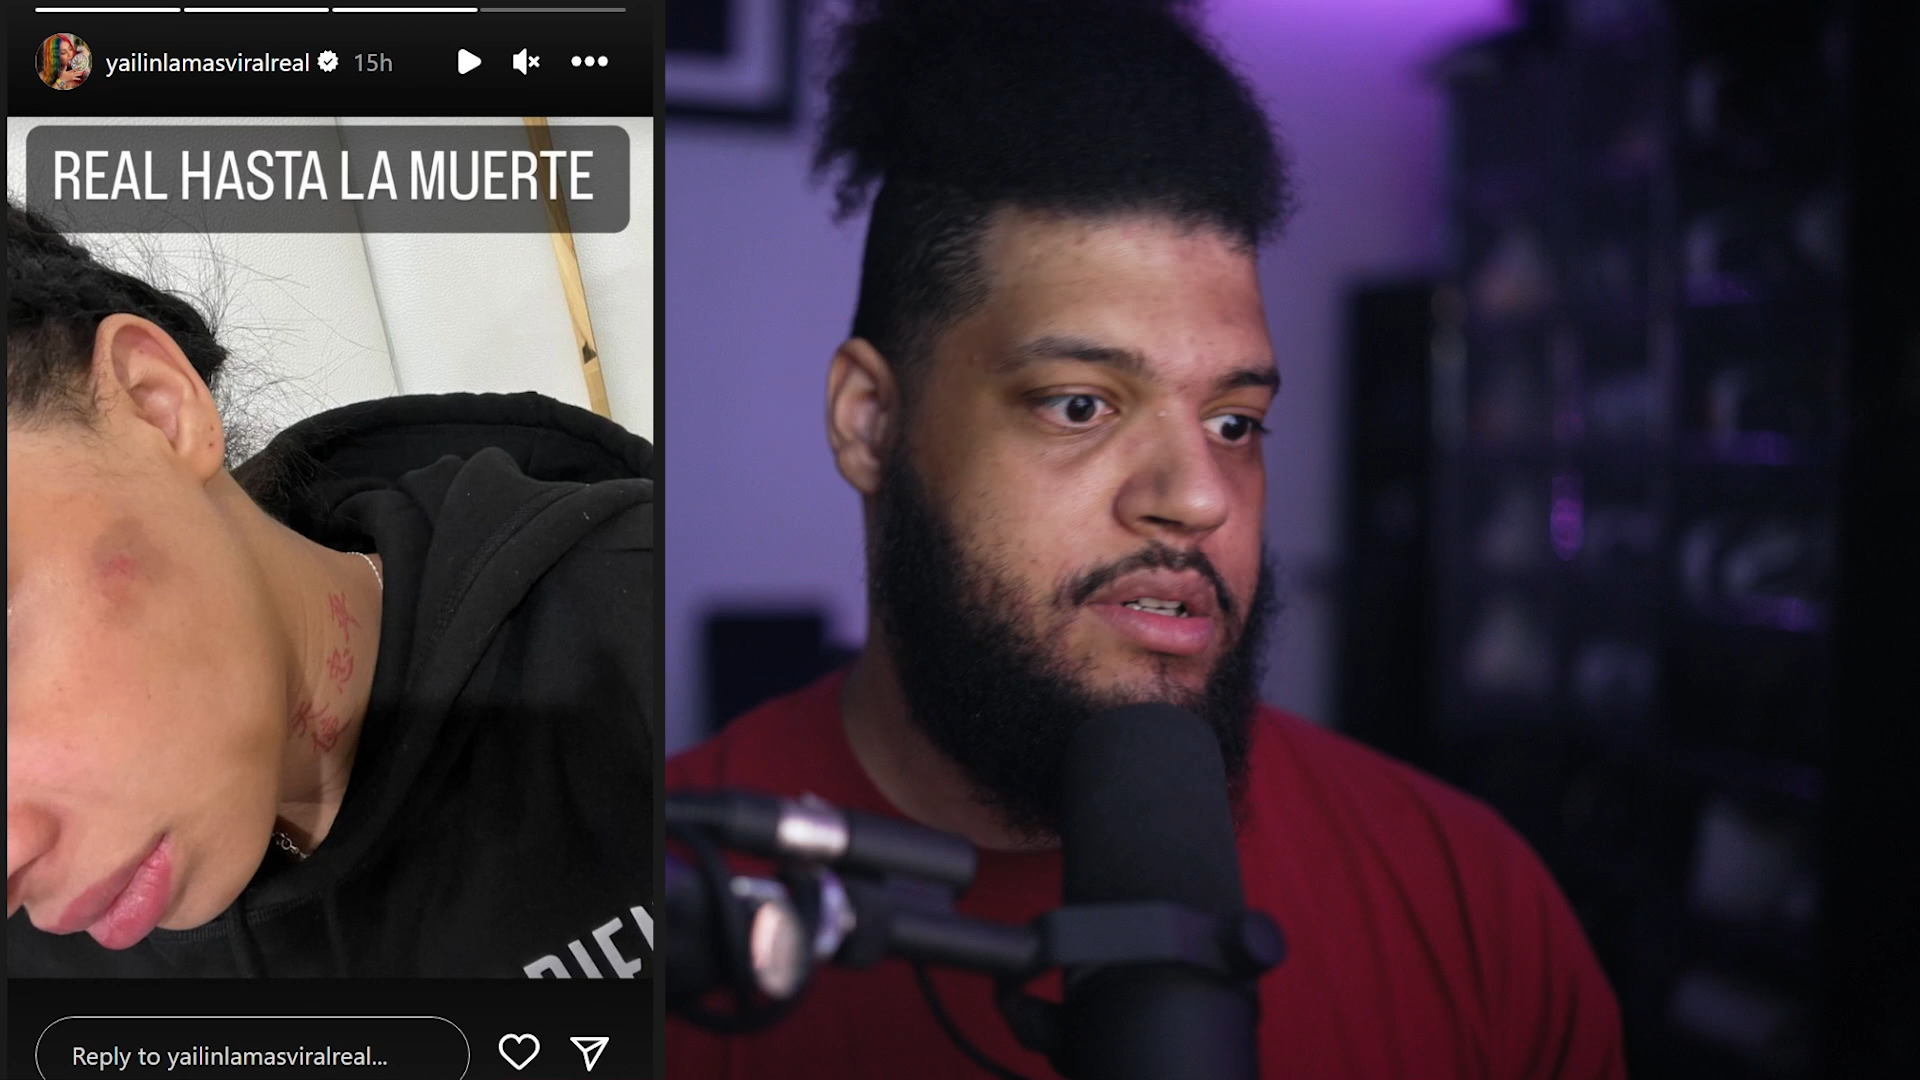 yailinlamasviralreal 15h
REAL HASTA LA MUERTE
Reply to yailinlamasviralreal...